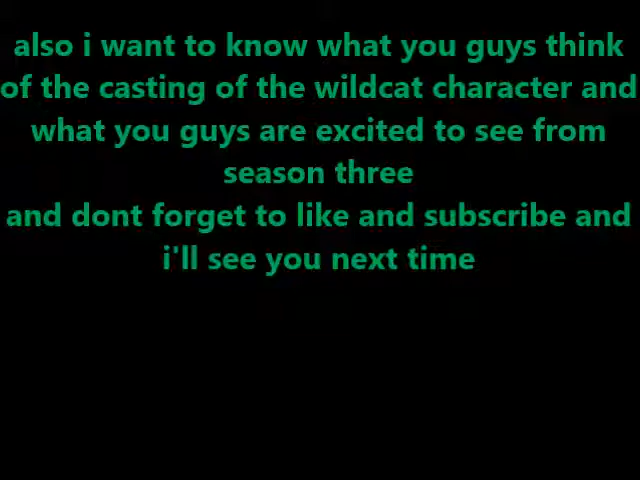 also i want to know what you guys think
of the casting of the wildcat character and
what you guys are excited to see from
season three
and dont forget to like and subscribe and
i'll see you next time